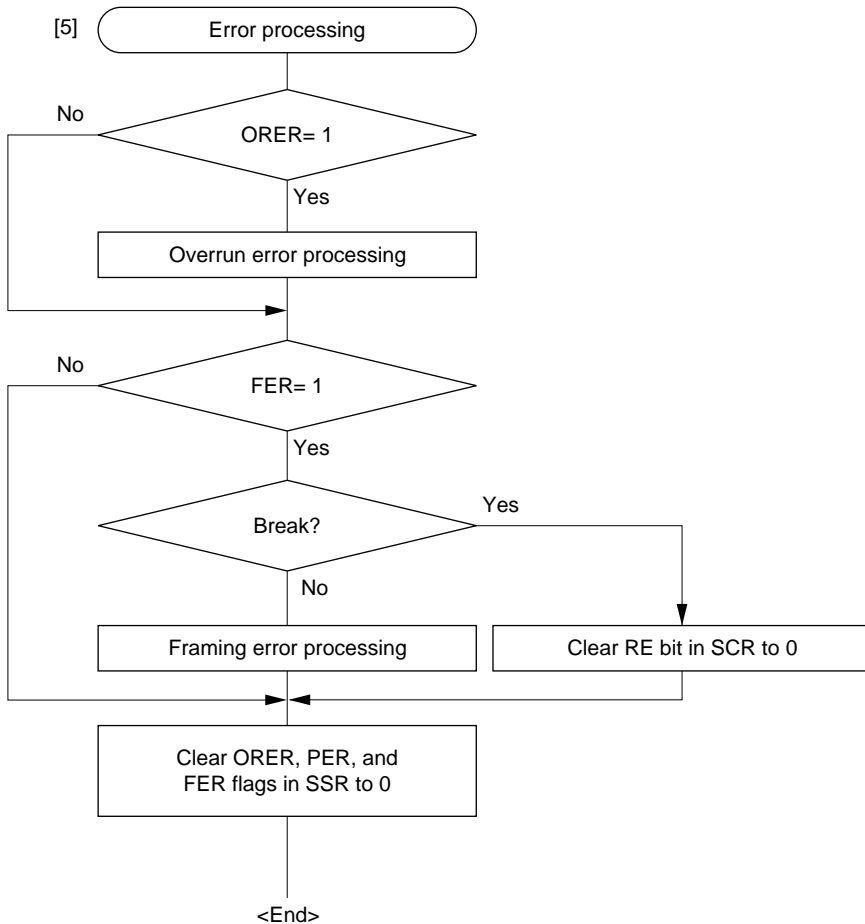 [5]
Error processing
No
ORER= 1
Yes
Overrun error processing
No
FER= 1
Yes
Break?
Yes
No
Framing error processing
Clear RE bit in SCR to 0
Clear ORER, PER, and
FER flags in SSR to 0
<End>